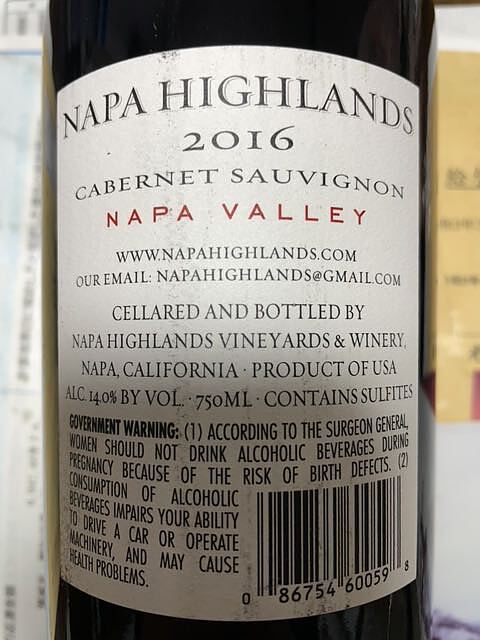 NAPA HIGHLANDS
2016
CABERNET SAUVIGNON
NAPA VALLEY
WWW.NAPAHIGHLANDS.COM
OUR EMAIL: NAPAHIGHLANDS@GMAIL.COM
CELLARED AND BOTTLED BY
NAPA HIGHLANDS VINEYARDS & WINERY,
NAPA, CALIFORNIA · PRODUCT OF USA
ALC. 14.0% BY VOL. · 750ML · CONTAINS SULFITES
GOVERNMENT WARNING: (1) ACCORDING TO THE SURGEON GENERAL,
WOMEN SHOULD NOT DRINK ALCOHOLIC BEVERAGES DURING
PREGNANCY BECAUSE OF THE RISK OF BIRTH DEFECTS. (2)
CONSUMPTION OF ALCOHOLIC
BEVERAGES IMPAIRS YOUR ABILITY
TO DRIVE A CAR OR OPERATE
MACHINERY, AND MAY CAUSE
HEALTH PROBLEMS.
0 86754 60059 8